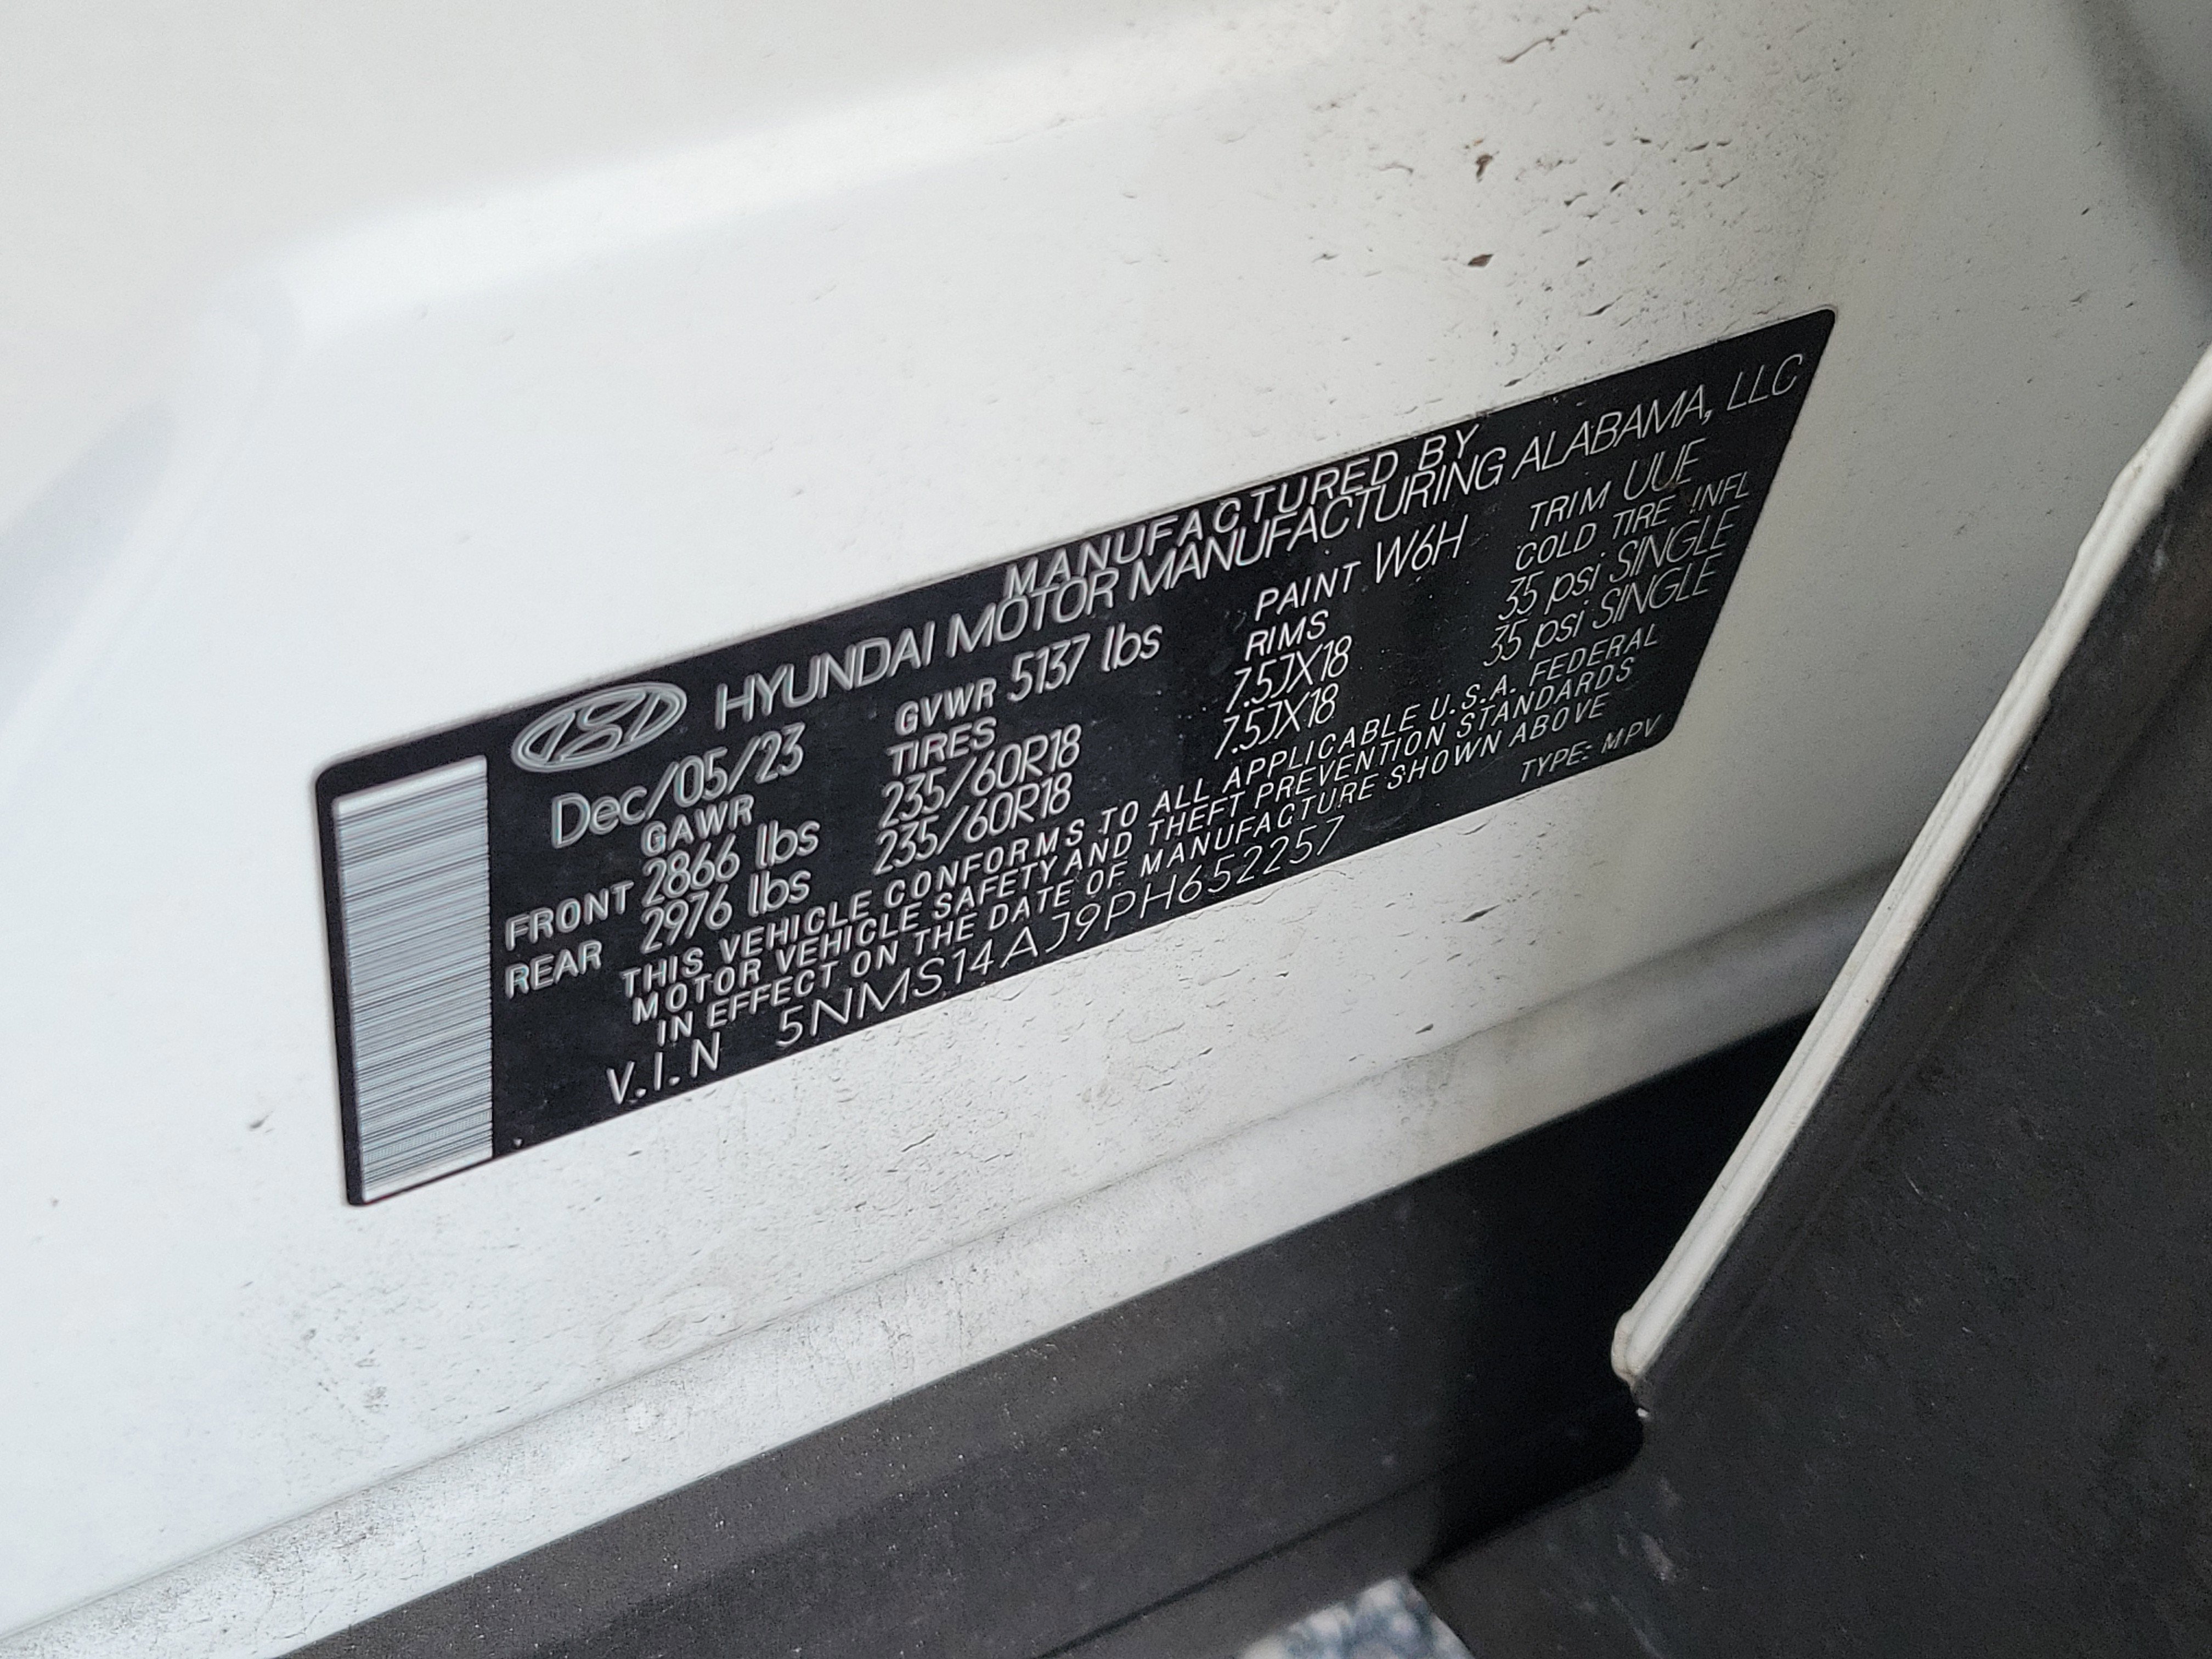 MANUFACTURED BY
HYUNDAI MOTOR MANUFACTURING ALABAMA, LLC
Dec/05/23 GVWR 5137 lbs PAINT W6H TRIM UUE
GAWR TIRES RIMS COLD TIRE INFL
FRONT 2866 lbs 235/60R18 7.5JX18 35 psi SINGLE
REAR 2976 lbs 235/60R18 7.5JX18 35 psi SINGLE
THIS VEHICLE CONFORMS TO ALL APPLICABLE U.S.A. FEDERAL
MOTOR VEHICLE SAFETY AND THEFT PREVENTION STANDARDS
IN EFFECT ON THE DATE OF MANUFACTURE SHOWN ABOVE
V.I.N 5NMS14AJ9PH652257 TYPE: MPV